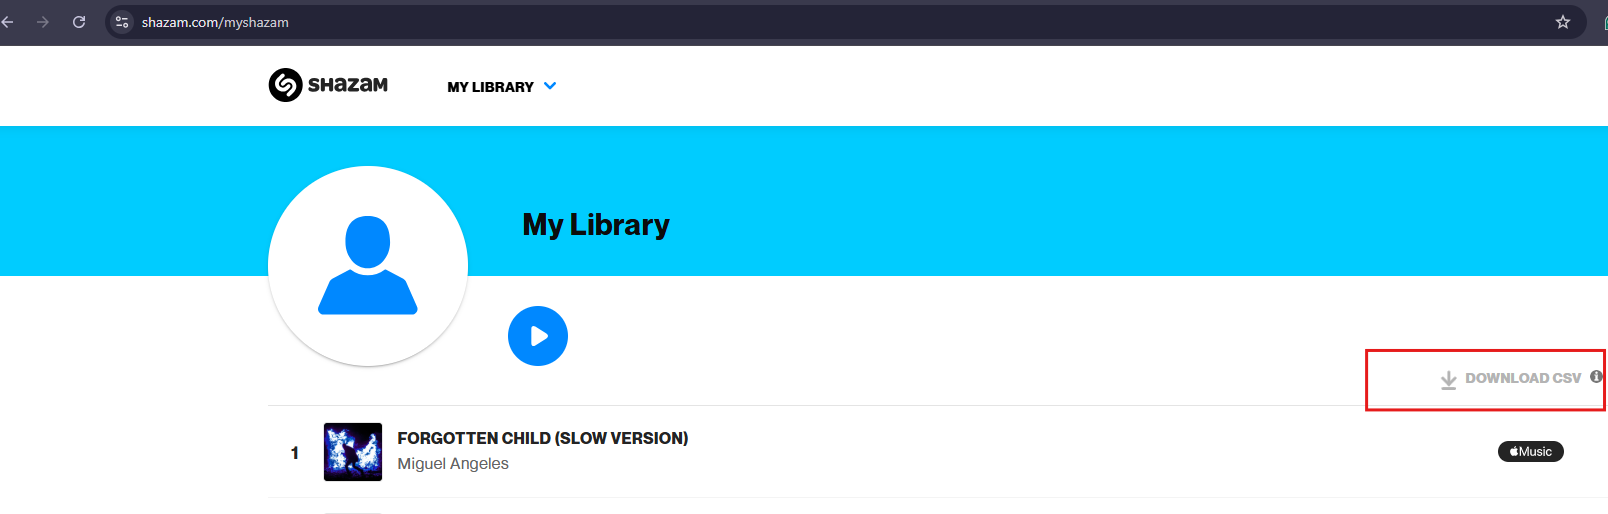 shazam.com/myshazam
SHAZAM
MY LIBRARY
My Library
DOWNLOAD CSV
1
FORGOTTEN CHILD (SLOW VERSION)
Miguel Angeles
Music